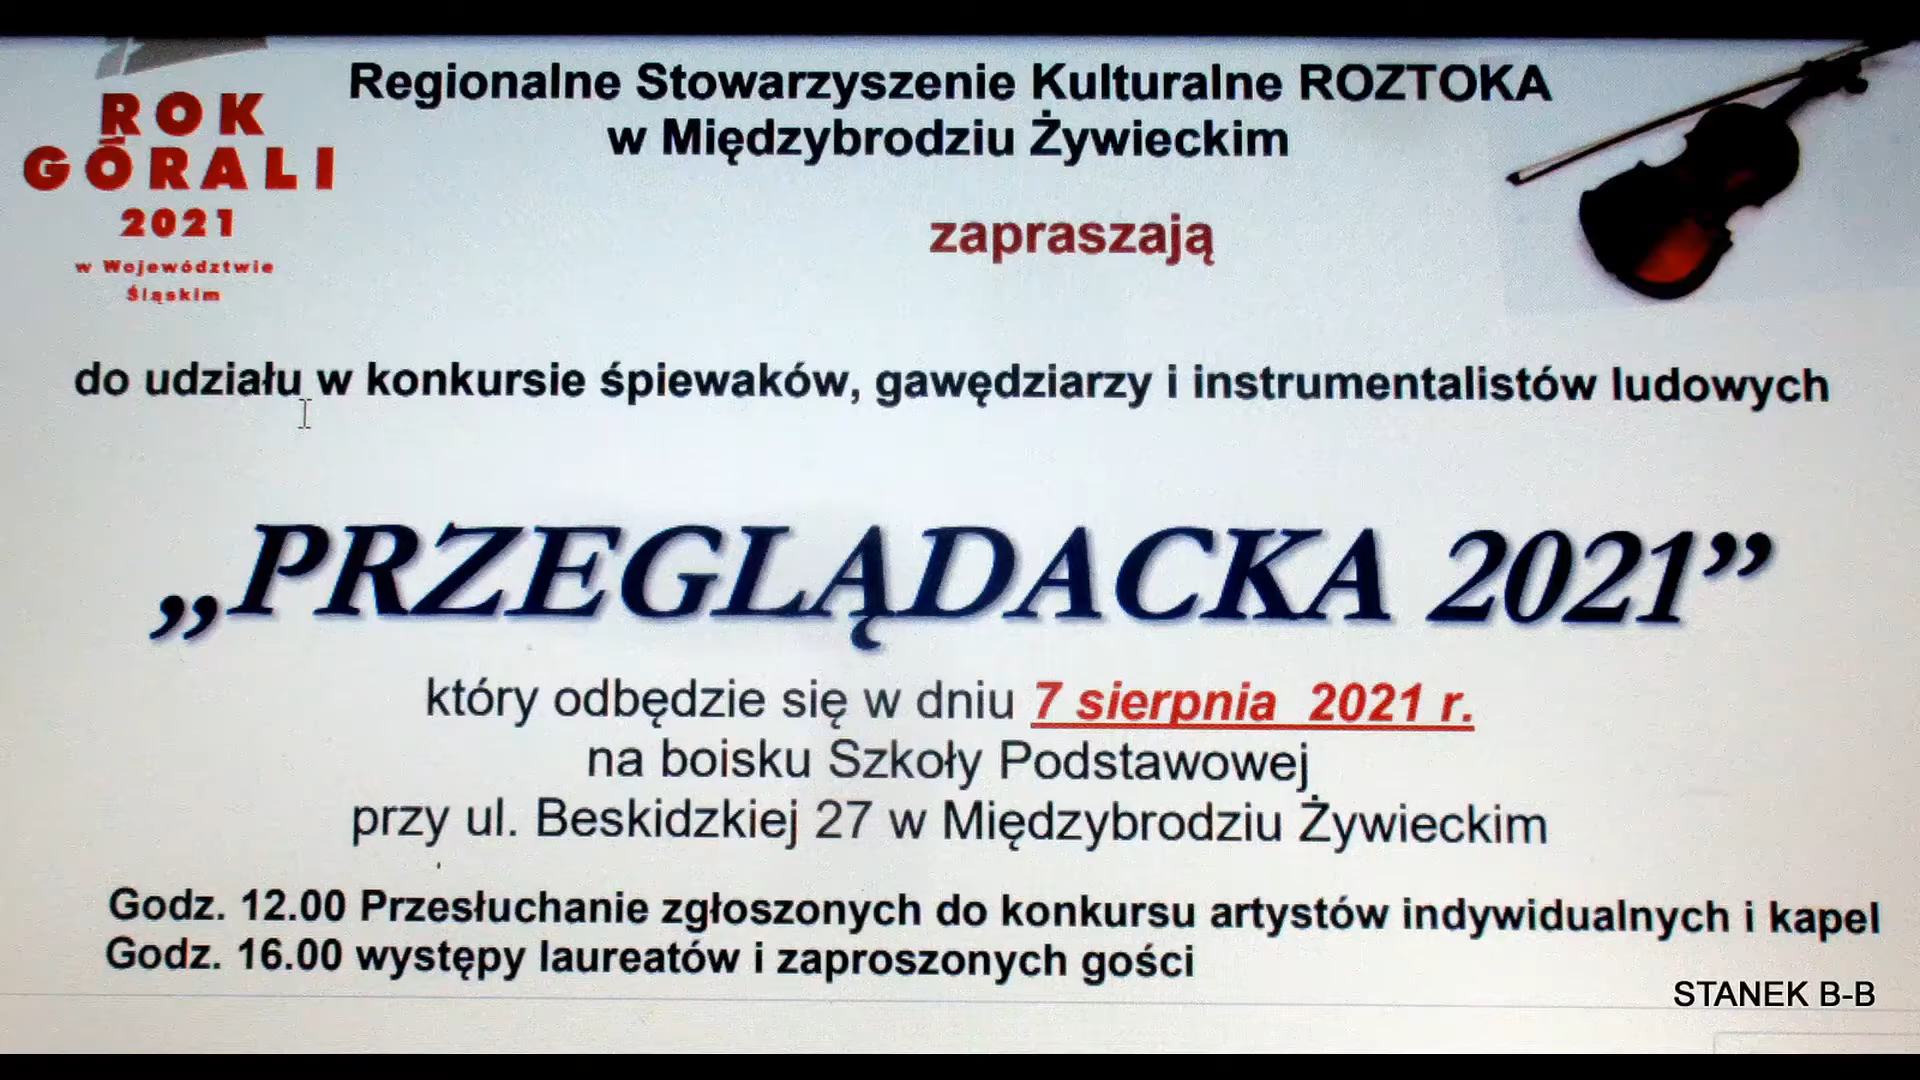 ROK
GÓRALI
2021
w Województwie
Śląskim
Regionalne Stowarzyszenie Kulturalne ROZTOKA
w Międzybrodziu Żywieckim
zapraszają
do udziału w konkursie śpiewaków, gawędziarzy i instrumentalistów ludowych
„PRZEGLĄDACKA 2021”
który odbędzie się w dniu 7 sierpnia 2021 r.
na boisku Szkoły Podstawowej
przy ul. Beskidzkiej 27 w Międzybrodziu Żywieckim
Godz. 12.00 Przesłuchanie zgłoszonych do konkursu artystów indywidualnych i kapel
Godz. 16.00 występy laureatów i zaproszonych gości
STANEK B-B